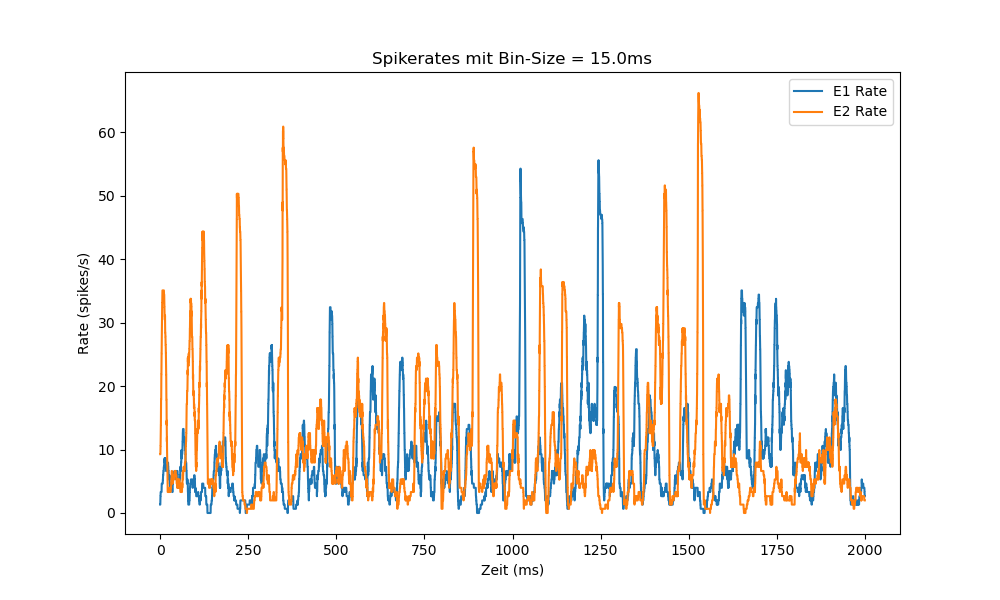 Spikerates mit Bin-Size = 15.0ms
E1 Rate
E2 Rate
60
50
40
30
20
10
0
Rate (spikes/s)
0 250 500 750 1000 1250 1500 1750 2000
Zeit (ms)